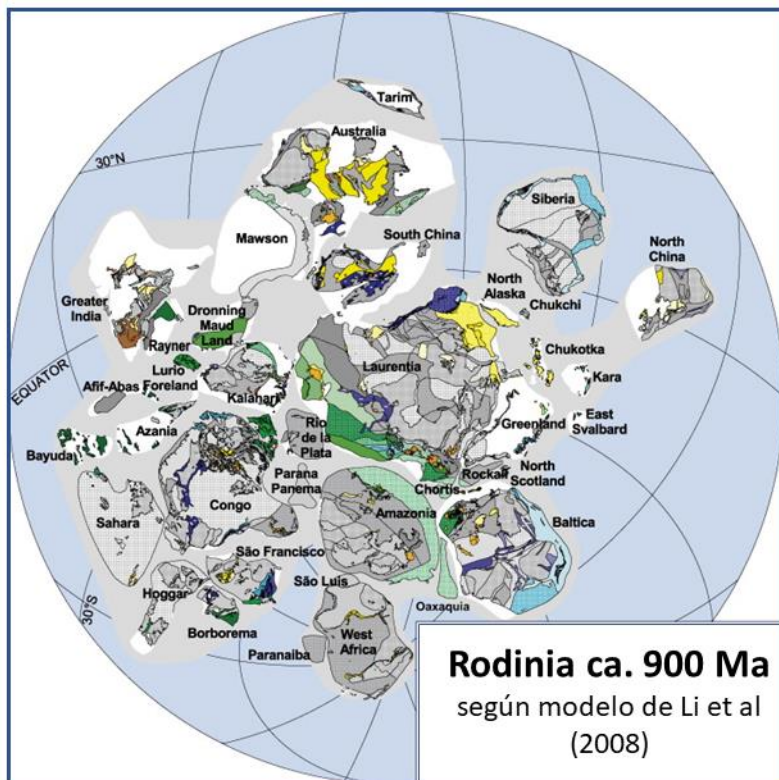 Tarim
Australia
30°N
Siberia
Mawson
South China
North
China
North
Alaska
Chukchi
Greater
India
Dronning
Maud
Land
Rayner
Laurentia
Chukotka
EQUATOR
Lurio
Foreland
Kara
Afif-Abas
Kalahari
Greenland
East
Svalbard
Azania
Rio
de la
Plata
Bayuda
Rockall
North
Scotland
Parana
Panema
Chortis
Sahara
Congo
Amazonia
Baltica
São Francisco
Hoggar
São Luís
Oaxaquia
30°S
Borborema
West
Africa
Paranaiba
Rodinia ca. 900 Ma
según modelo de Li et al
(2008)